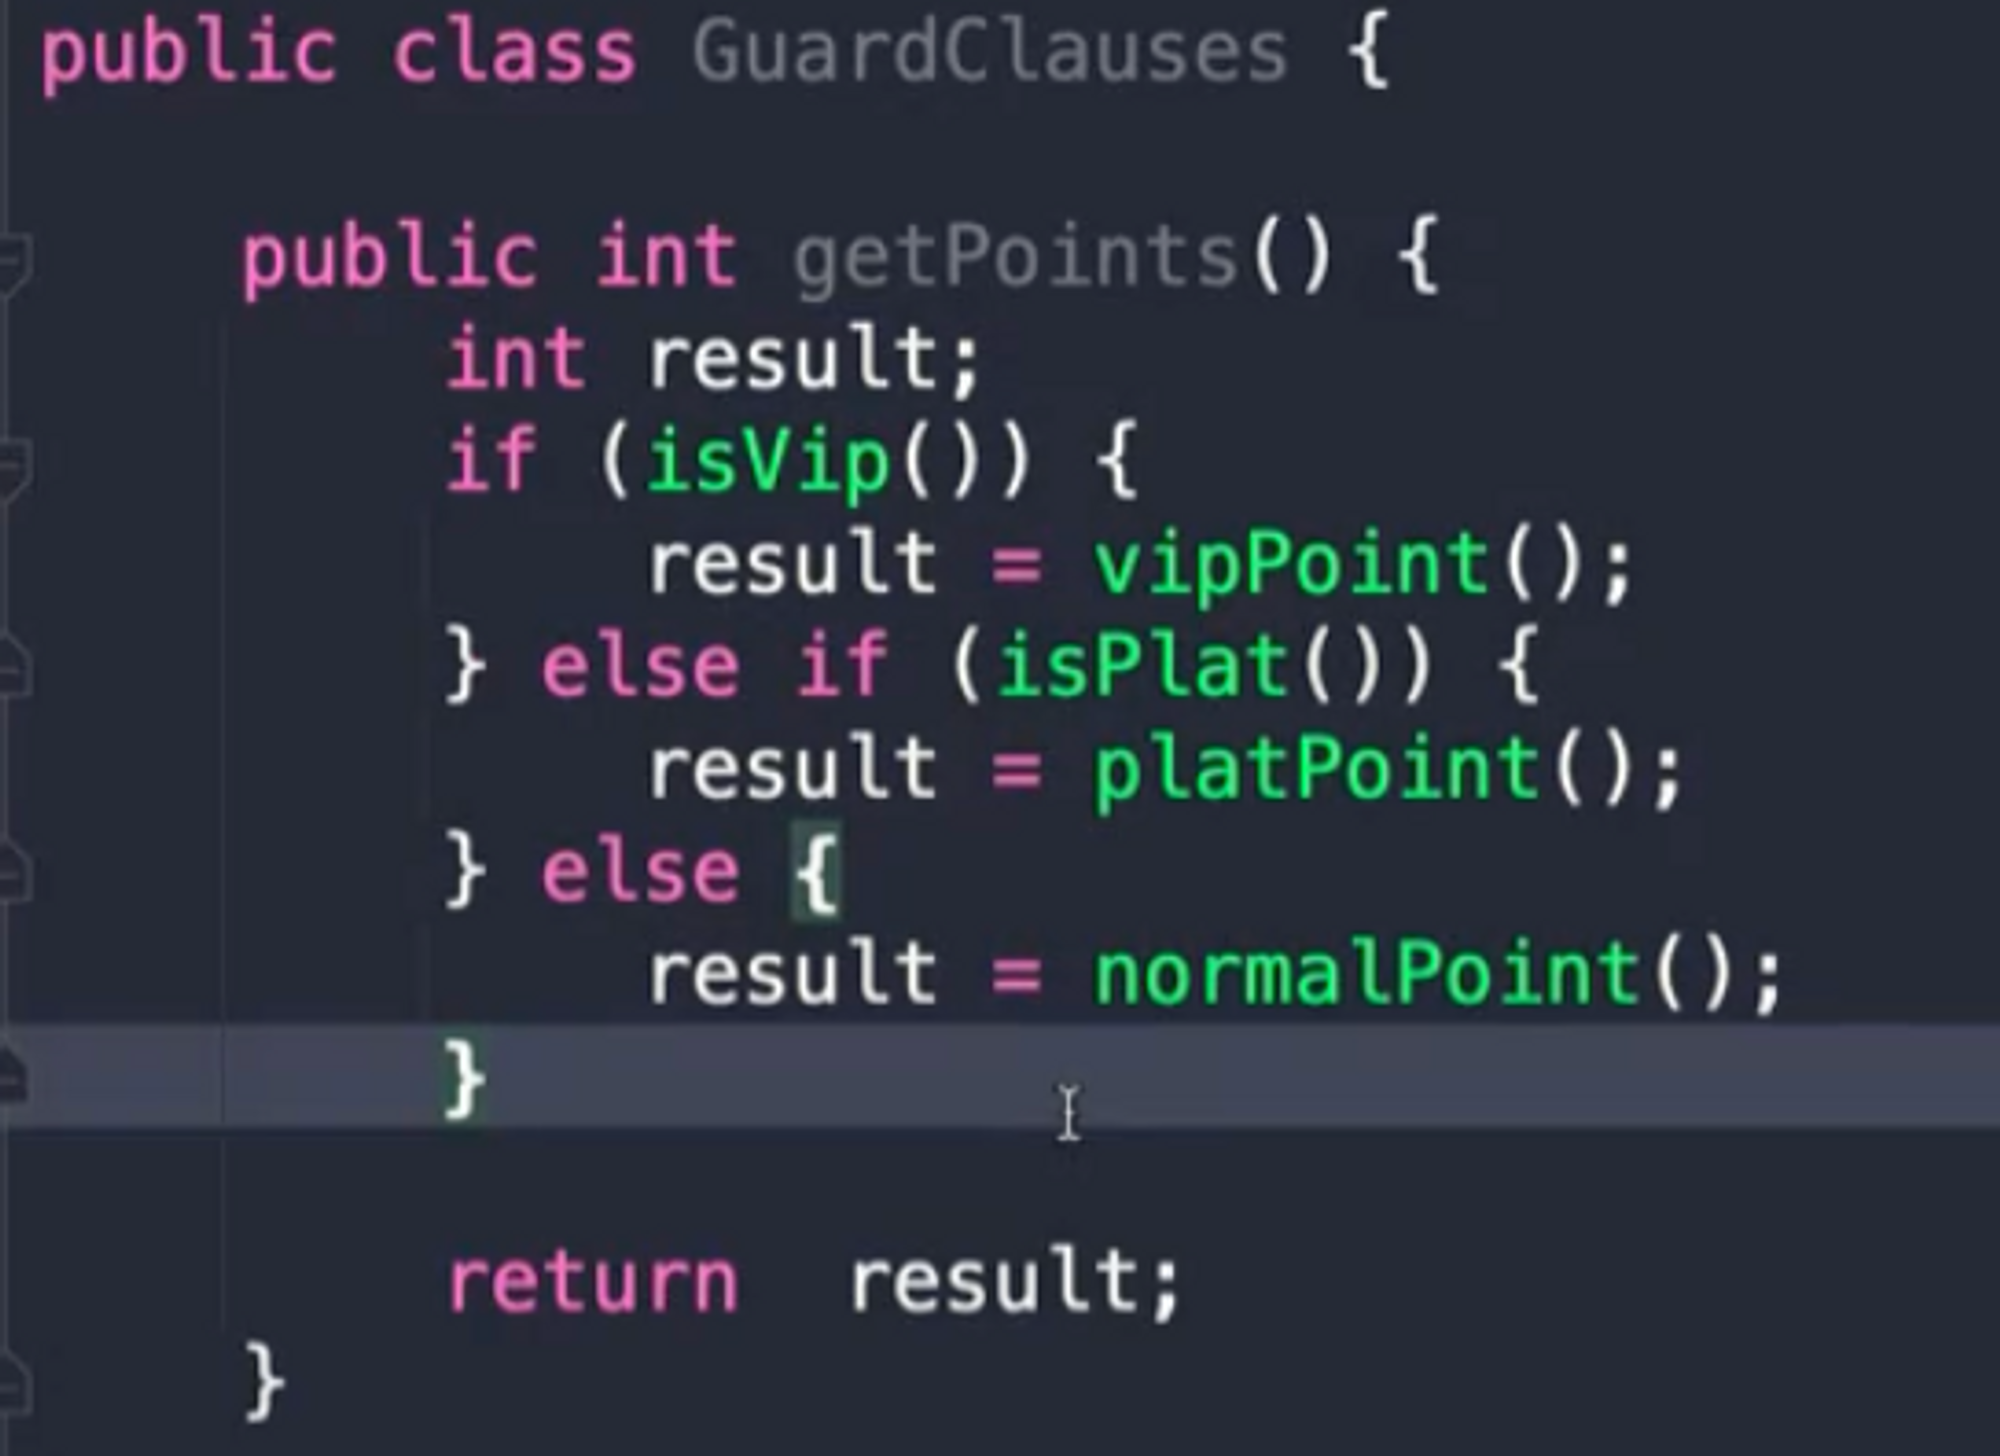 public class GuardClauses {
public int getPoints() {
int result;
if (isVip()) {
result = vipPoint();
} else if (isPlat()) {
result = platPoint();
} else {
result = normalPoint();
}
return  result;
}